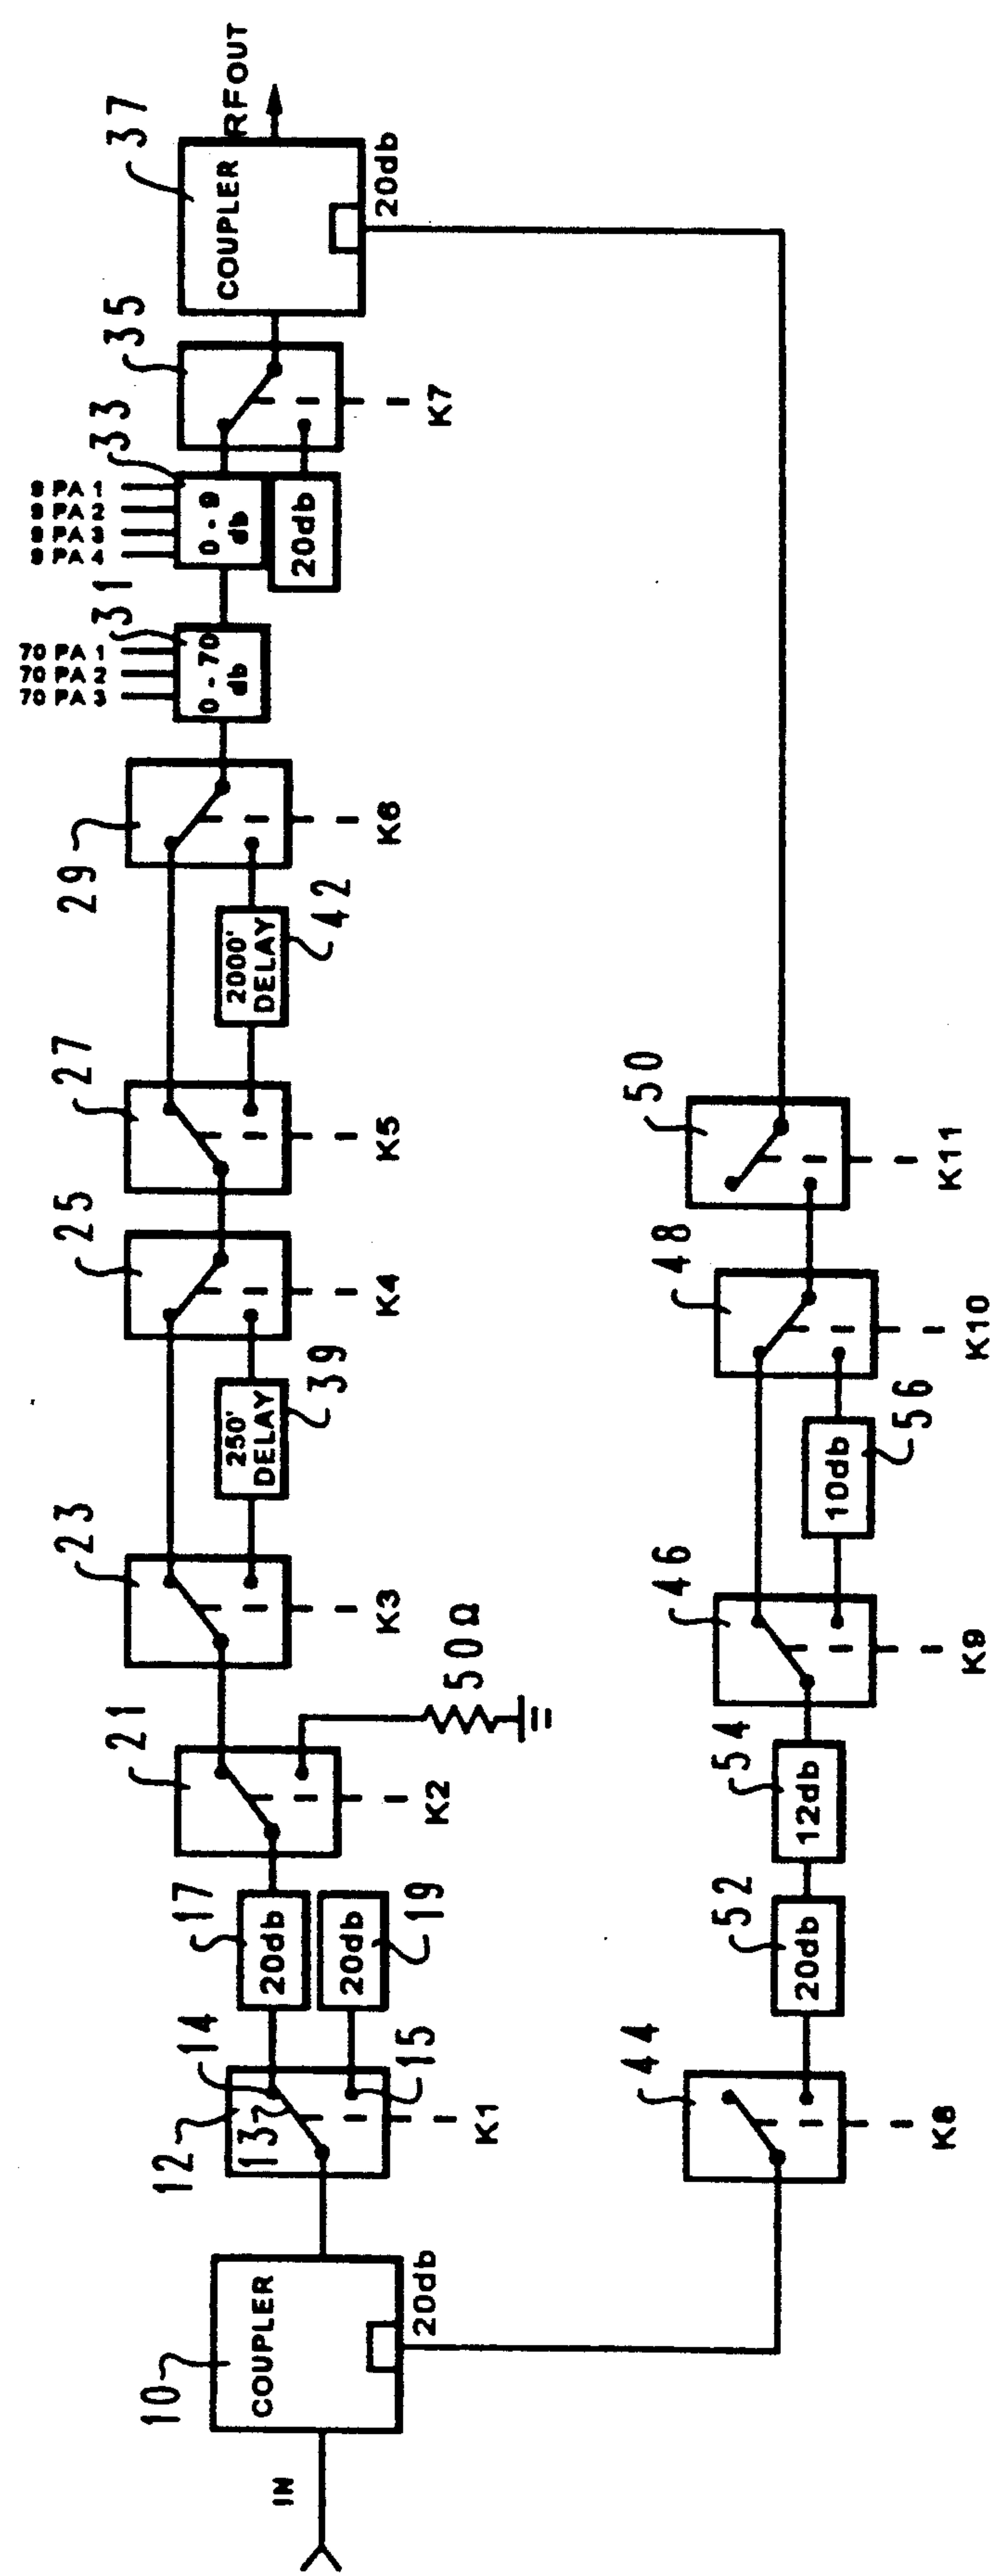 IN
10
COUPLER
20db
12
13
14
15
K1
17
20db
19
20db
21
K2
50Ω
23
K3
250'
DELAY
39
25
K4
27
K5
2000'
DELAY
42
29
K6
70 PA 1
70 PA 2
70 PA 3
31
0 - 70
db
9 PA 1
9 PA 2
9 PA 3
9 PA 4
33
0 - 9
db
20db
35
K7
37
COUPLER
20db
RFOUT
44
K8
52
20db
54
12db
46
K9
10db
56
48
K10
50
K11